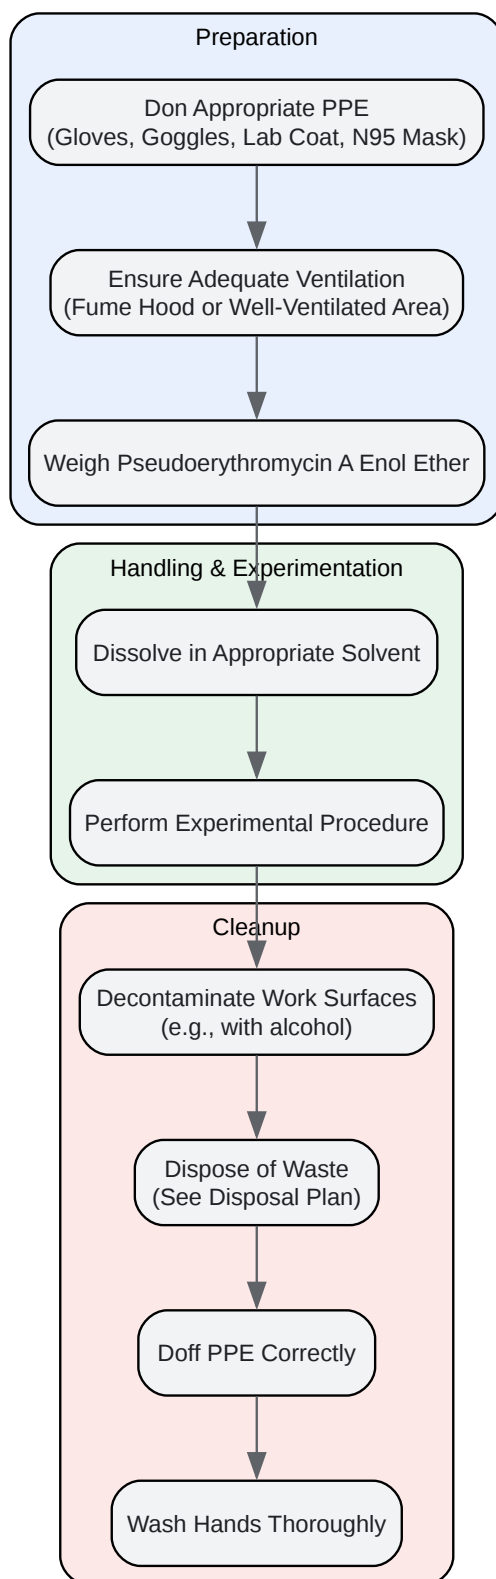 Preparation
Don Appropriate PPE
(Gloves, Goggles, Lab Coat, N95 Mask)
Ensure Adequate Ventilation
(Fume Hood or Well-Ventilated Area)
Weigh Pseudoerythromycin A Enol Ether
Handling & Experimentation
Dissolve in Appropriate Solvent
Perform Experimental Procedure
Cleanup
Decontaminate Work Surfaces
(e.g., with alcohol)
Dispose of Waste
(See Disposal Plan)
Doff PPE Correctly
Wash Hands Thoroughly